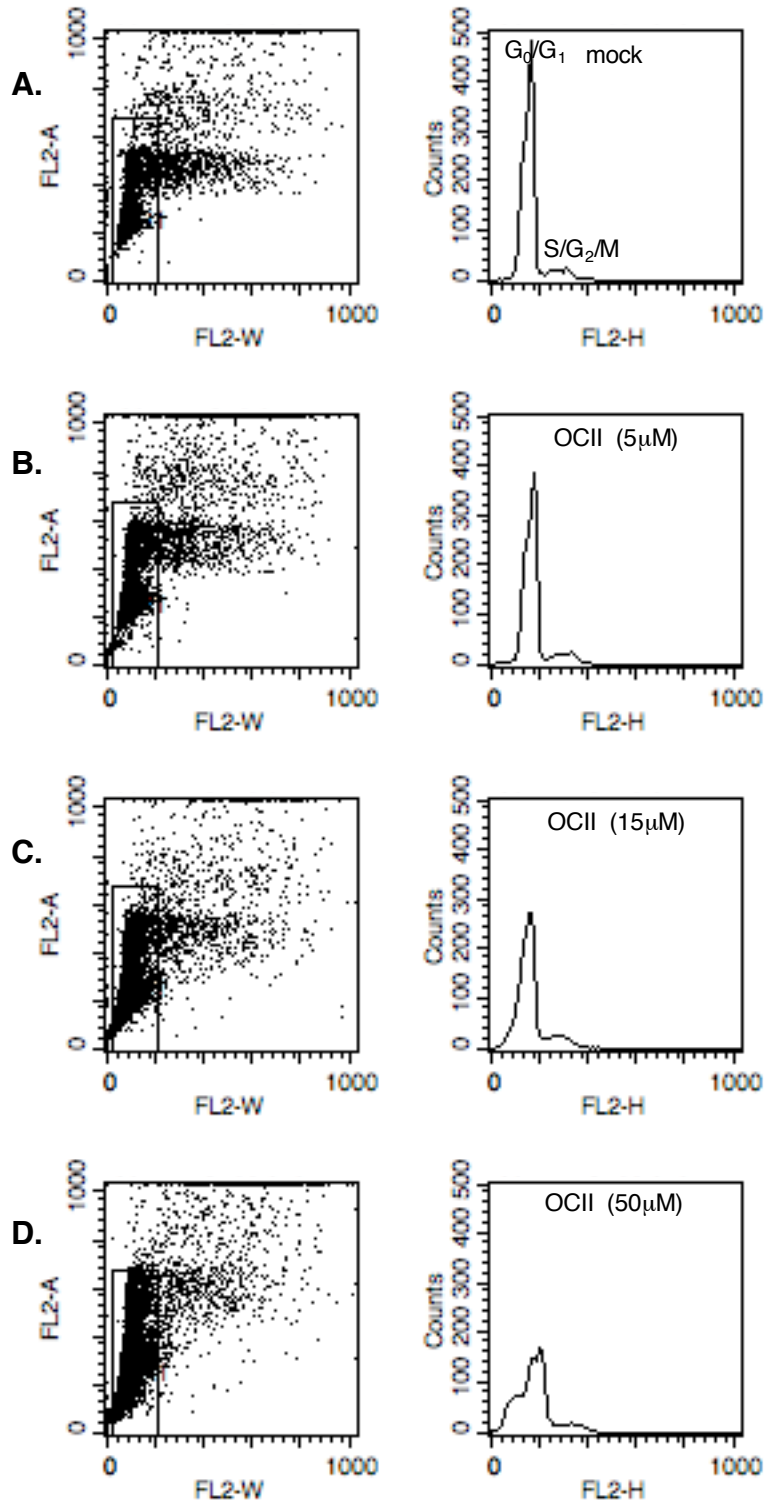 A.
1000
FL2-A
0
0 1000
FL2-W
500
400
300
200
100
0
Counts
G0/G1 mock
S/G2/M
0 1000
FL2-H
B.
1000
FL2-A
0
0 1000
FL2-W
500
400
300
200
100
0
Counts
OCII (5μM)
0 1000
FL2-H
C.
1000
FL2-A
0
0 1000
FL2-W
500
400
300
200
100
0
Counts
OCII (15μM)
0 1000
FL2-H
D.
1000
FL2-A
0
0 1000
FL2-W
500
400
300
200
100
0
Counts
OCII (50μM)
0 1000
FL2-H